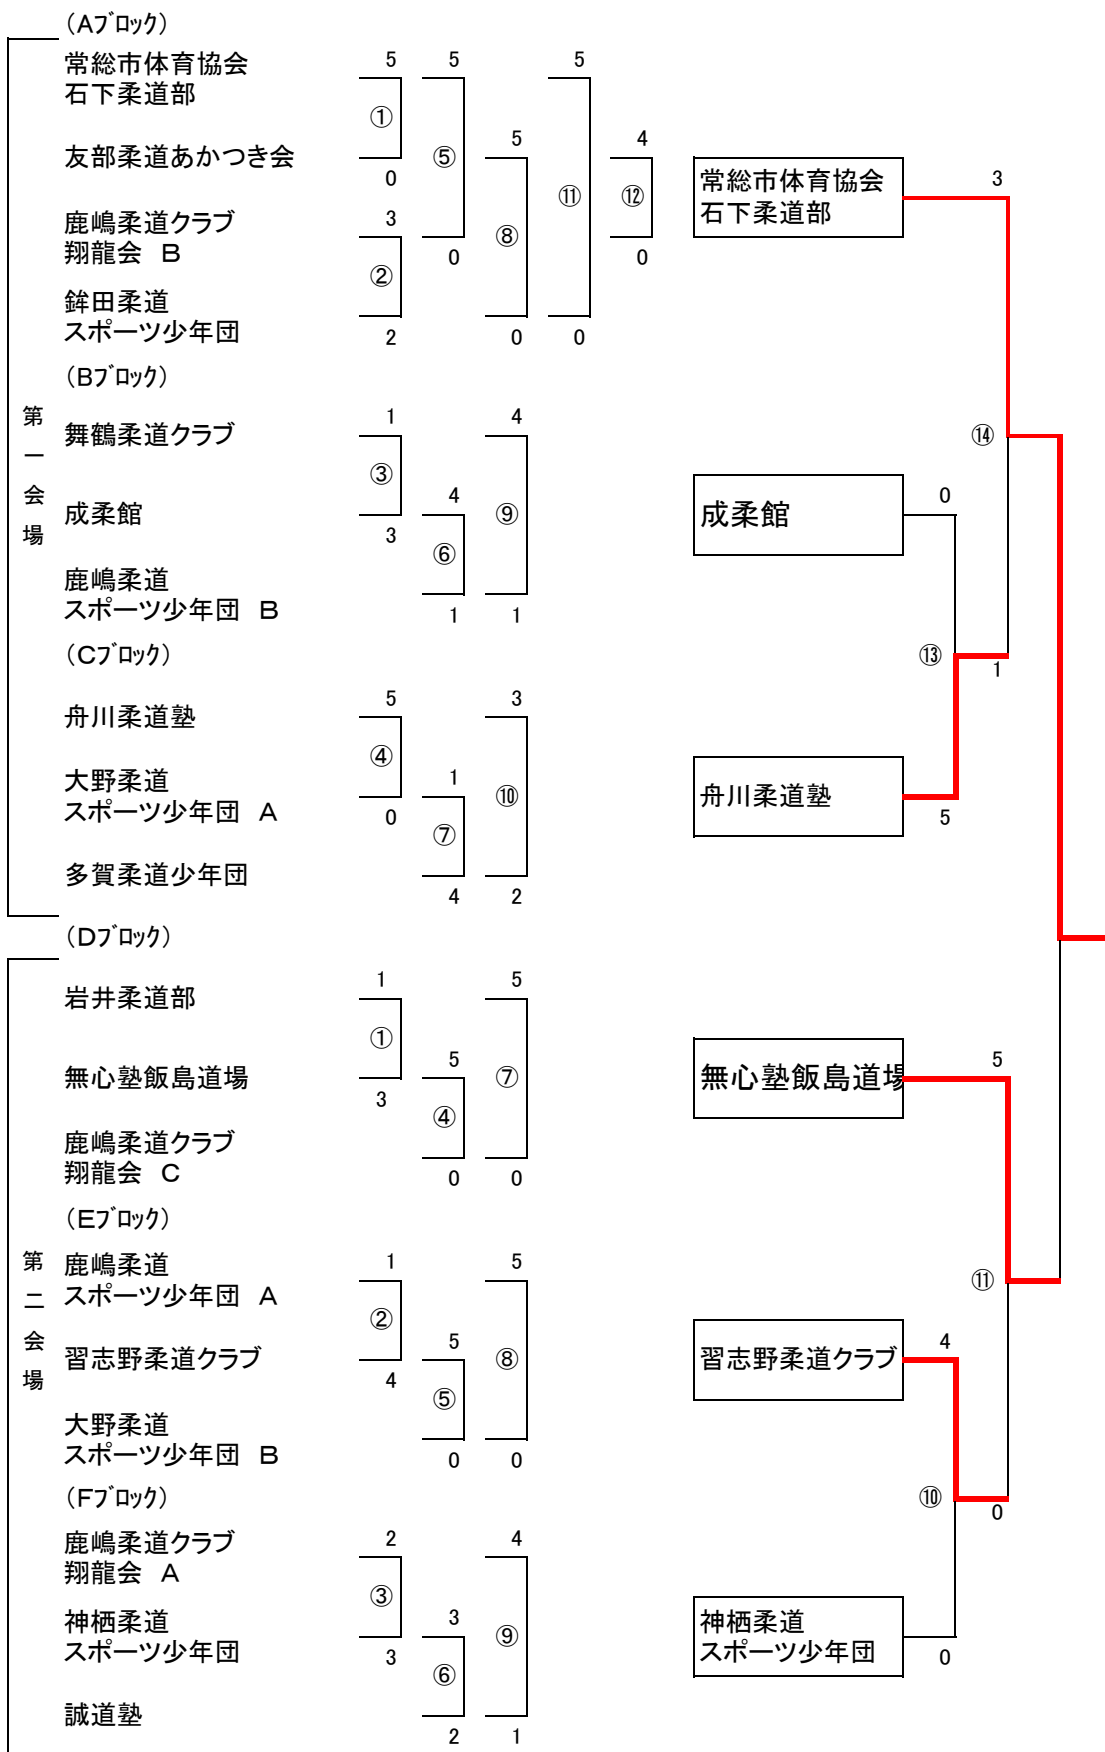 （Aﾌﾞﾛｯｸ）
常総市体育協会
石下柔道部
5 5 5
①
5 4
友部柔道あかつき会
⑤
0
⑪ ⑫
鹿嶋柔道クラブ
翔龍会　B
3
0
⑧
0
②
鉾田柔道
スポーツ少年団
2 0 0
常総市体育協会
石下柔道部
3
（Bﾌﾞﾛｯｸ）
第一会場
舞鶴柔道クラブ
1 4
⑭
③
4
⑨
成柔館
3
⑥
鹿嶋柔道
スポーツ少年団　B
1 1
成柔館
0
（Cﾌﾞﾛｯｸ）
⑬
1
舟川柔道塾
5 3
④
1
⑩
大野柔道
スポーツ少年団　A
0
⑦
多賀柔道少年団
4 2
舟川柔道塾
5
（Dﾌﾞﾛｯｸ）
岩井柔道部
1 5
①
5
⑦
無心塾飯島道場
3
④
鹿嶋柔道クラブ
翔龍会　C
0 0
無心塾飯島道場
5
（Eﾌﾞﾛｯｸ）
第二会場
鹿嶋柔道
スポーツ少年団　A
1 5
⑪
②
5
⑧
習志野柔道クラブ
4
⑤
大野柔道
スポーツ少年団　B
0 0
習志野柔道クラブ
4
（Fﾌﾞﾛｯｸ）
⑩
0
鹿嶋柔道クラブ
翔龍会　A
2 4
③
3
⑨
神栖柔道
スポーツ少年団
3
⑥
誠道塾
2 1
神栖柔道
スポーツ少年団
0